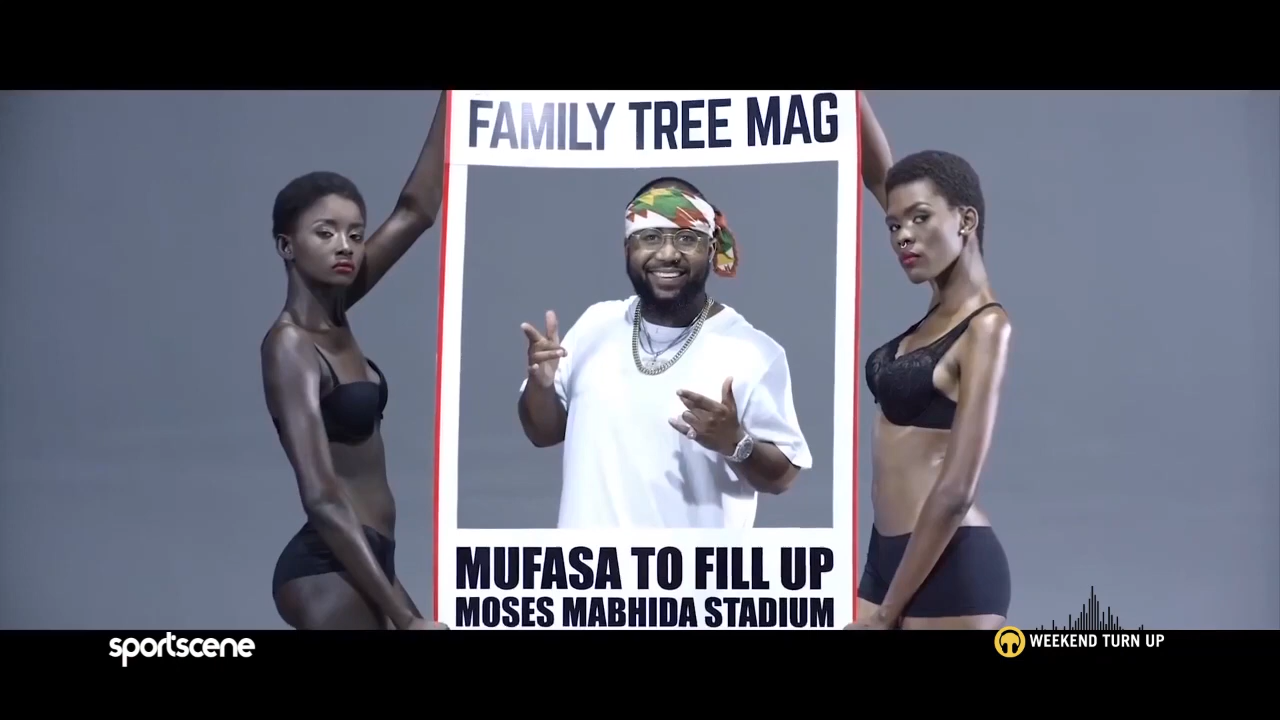 FAMILY TREE MAG
MUFASA TO FILL UP
MOSES MABHIDA STADIUM
sportscene
WEEKEND TURN UP